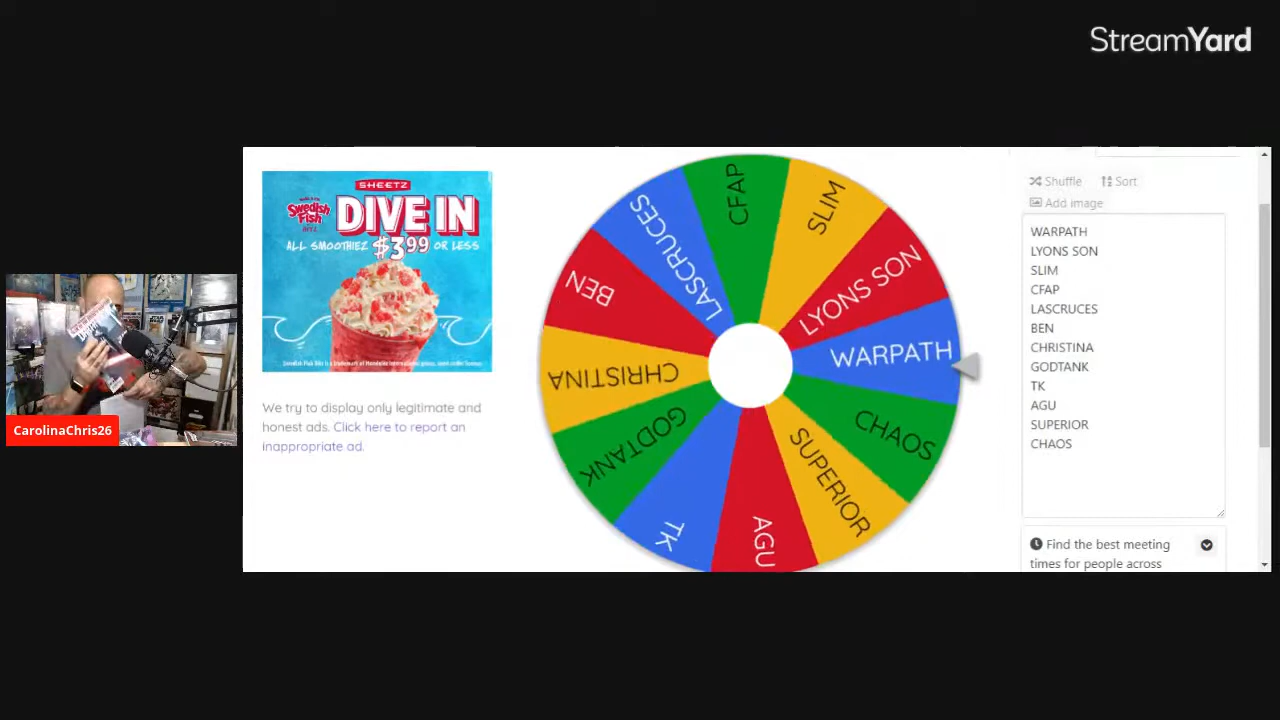 StreamYard
SHEETZ
Swedish
Fish
DIVE IN
ALL SMOOTHIEZ $3.99 OR LESS
We try to display only legitimate and
honest ads. Click here to report an
inappropriate ad.
CarolinaChris26
CFAP
SLIM
LYONS SON
WARPATH
CHAOS
SUPERIOR
AGU
TK
GODTANK
CHRISTINA
BEN
LASCRUCES
Shuffle Sort
Add image
WARPATH
LYONS SON
SLIM
CFAP
LASCRUCES
BEN
CHRISTINA
GODTANK
TK
AGU
SUPERIOR
CHAOS
Find the best meeting
times for people across